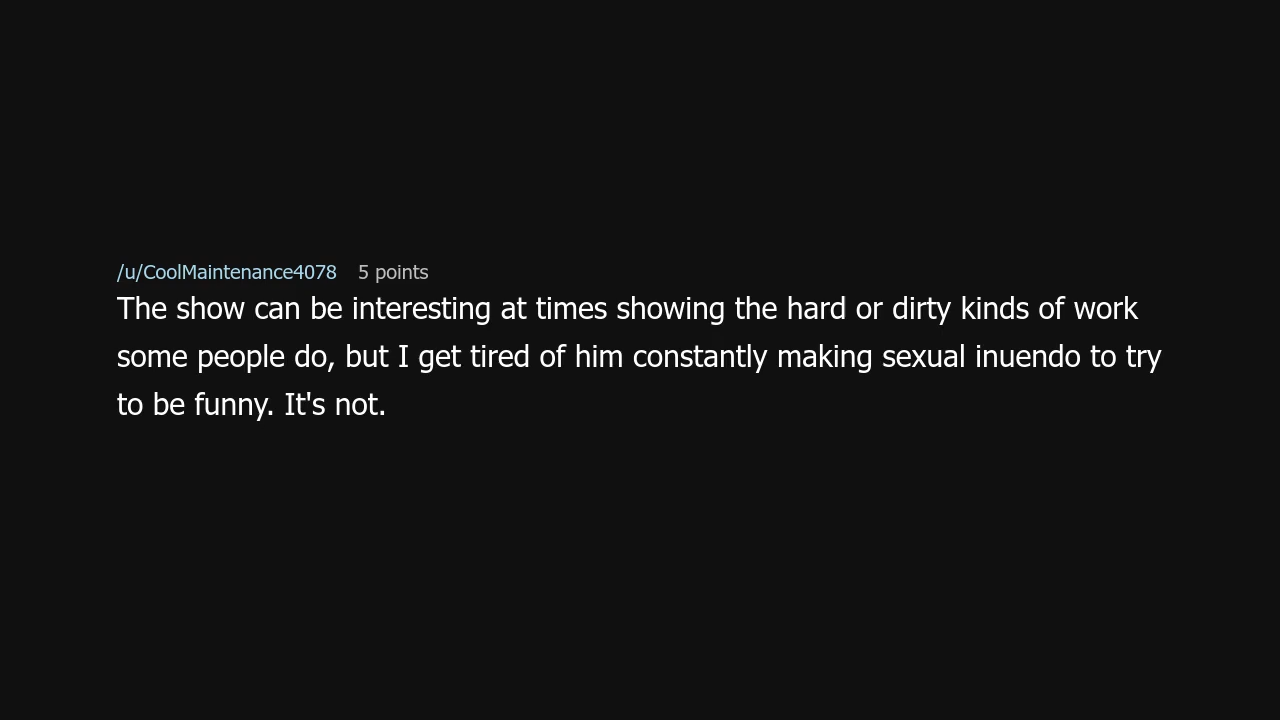 /u/CoolMaintenance4078 5 points
The show can be interesting at times showing the hard or dirty kinds of work
some people do, but I get tired of him constantly making sexual inuendo to try
to be funny. It's not.